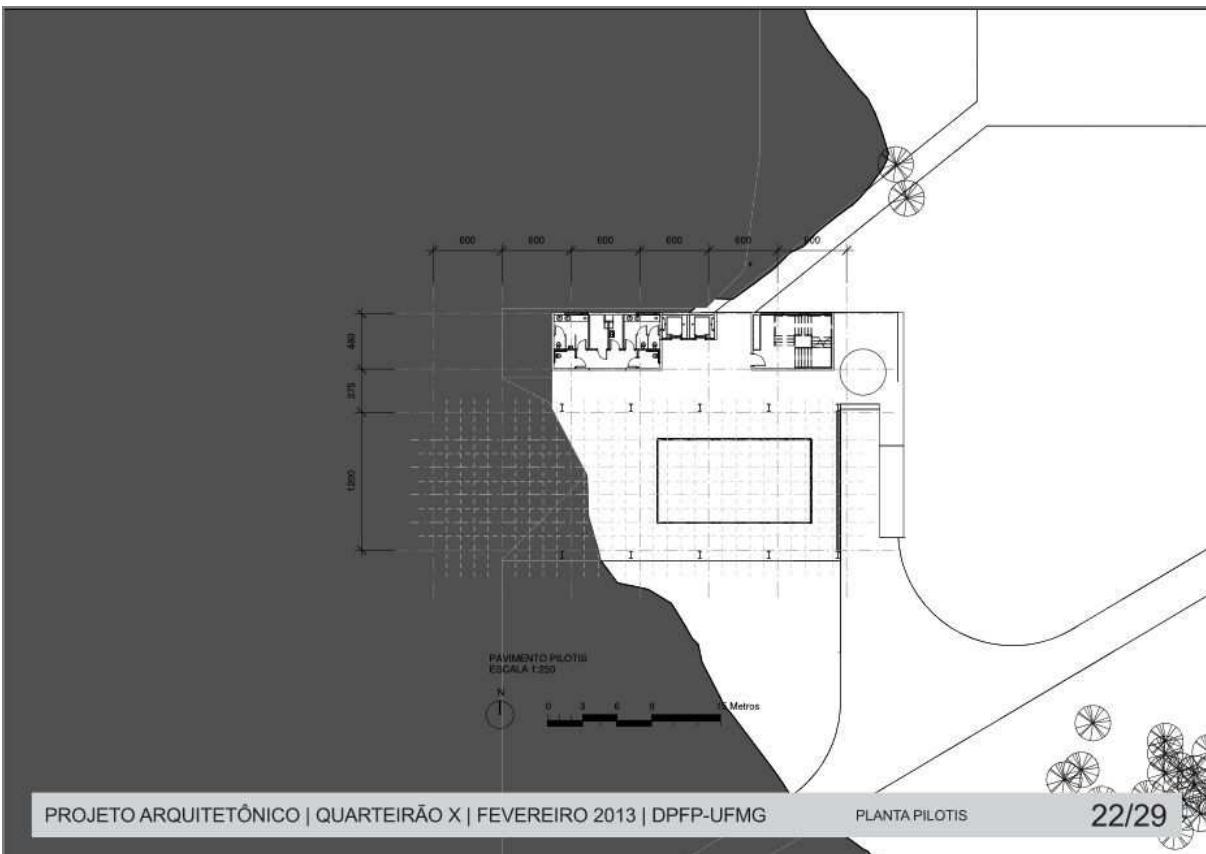 600 600 600 600 600 600
480
275
1200
PAVIMENTO PILOTIS
ESCALA 1:250
N
0 3 6 9 15 Metros
PROJETO ARQUITETÔNICO | QUARTEIRÃO X | FEVEREIRO 2013 | DPFP-UFMG PLANTA PILOTIS 22/29